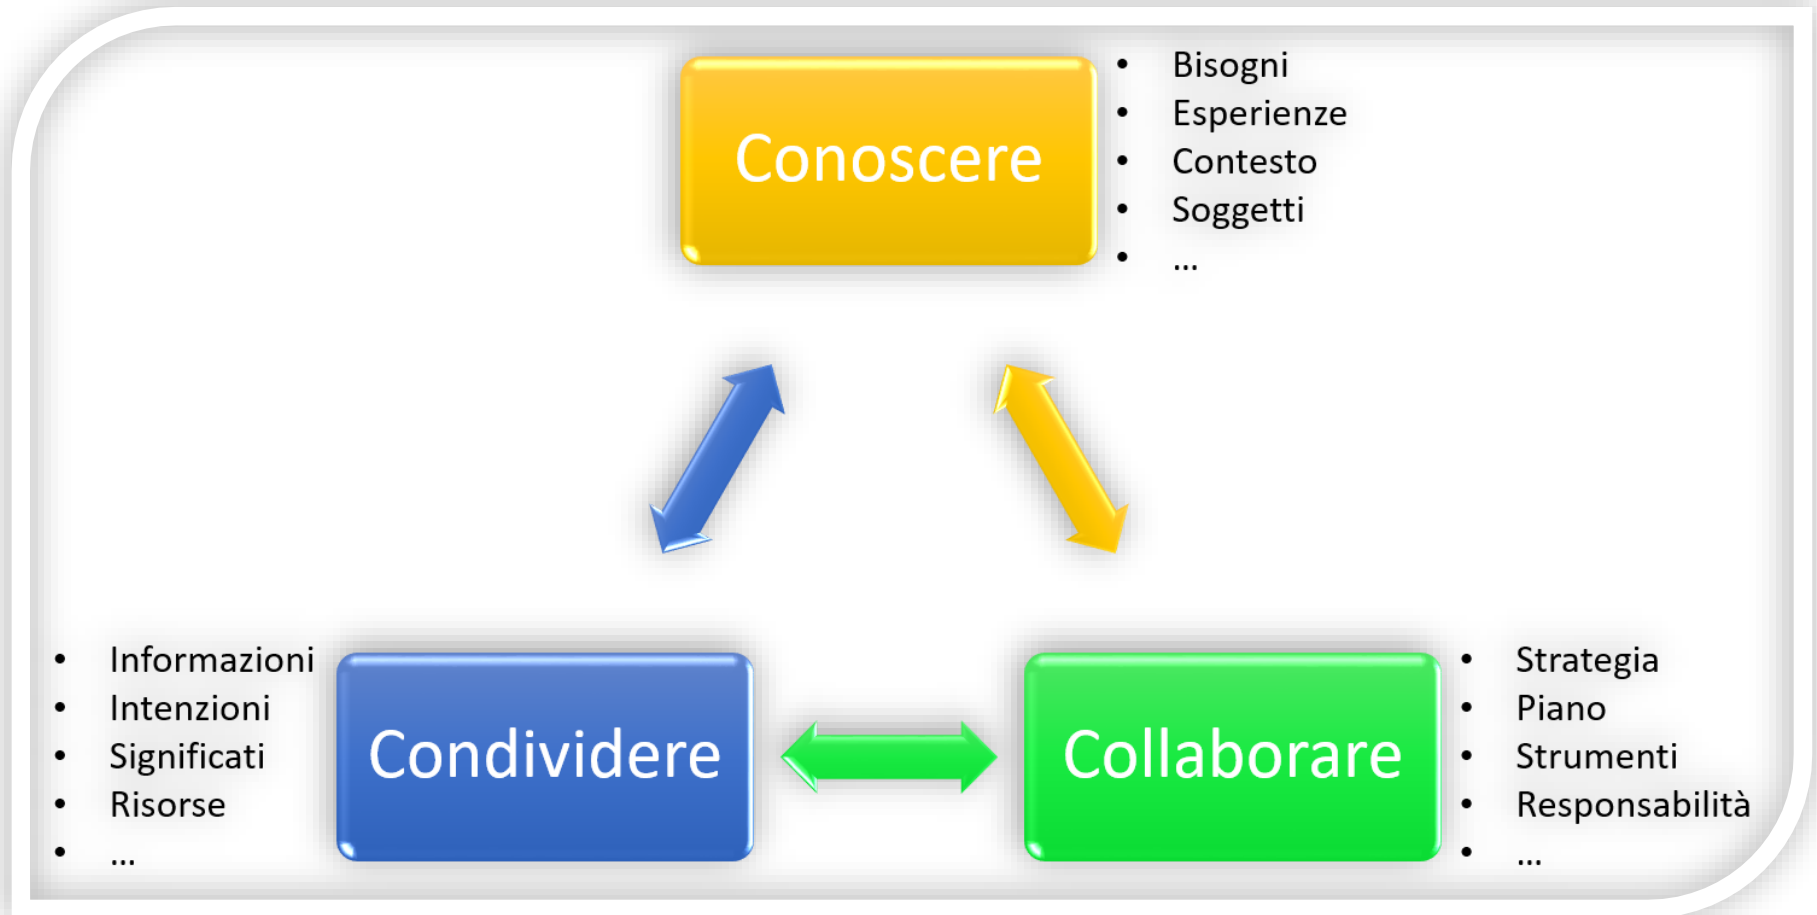 Conoscere
• Bisogni
• Esperienze
• Contesto
• Soggetti
• ...
• Informazioni
• Intenzioni
• Significati
• Risorse
• ...
Condividere
Collaborare
• Strategia
• Piano
• Strumenti
• Responsabilità
• ...